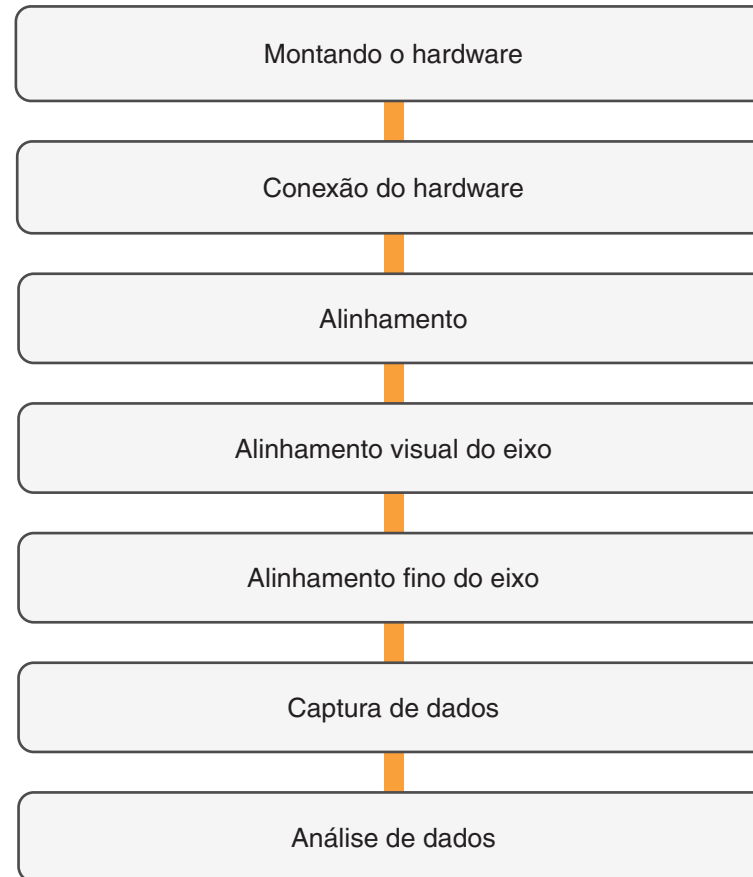 Montando o hardware
Conexão do hardware
Alinhamento
Alinhamento visual do eixo
Alinhamento fino do eixo
Captura de dados
Análise de dados